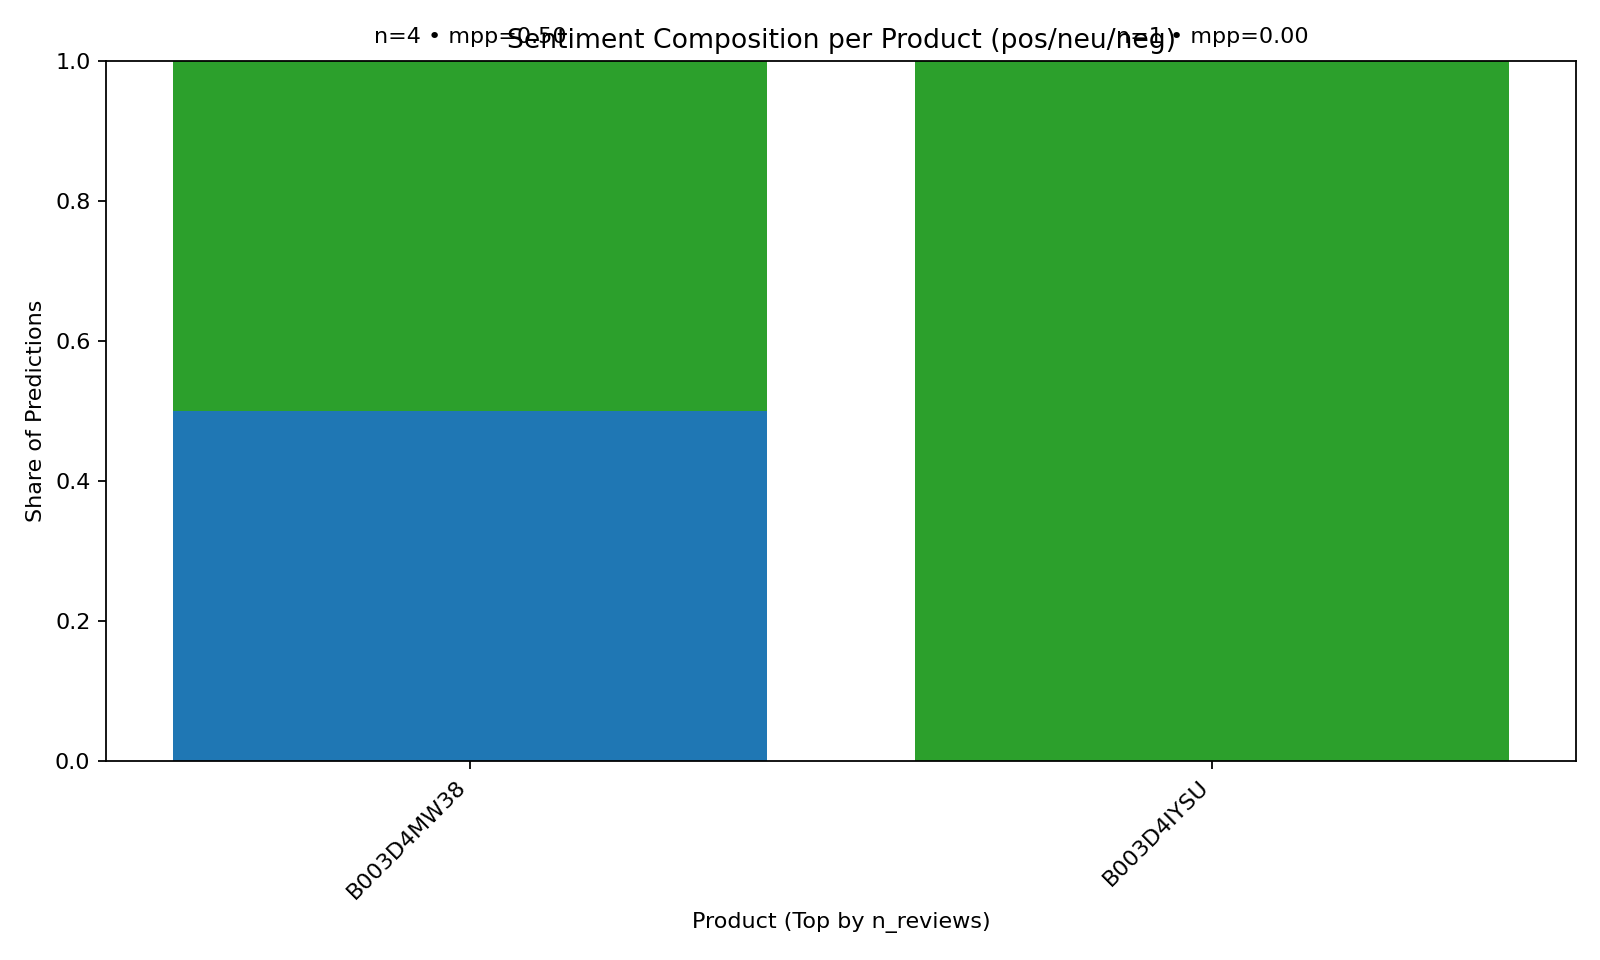 n=4 • mpp=0.50
Sentiment Composition per Product (pos/neu/neg)
n=1 • mpp=0.00
1.0
0.8
0.6
0.4
0.2
0.0
Share of Predictions
B003D4MW38
B003D4IYSU
Product (Top by n_reviews)